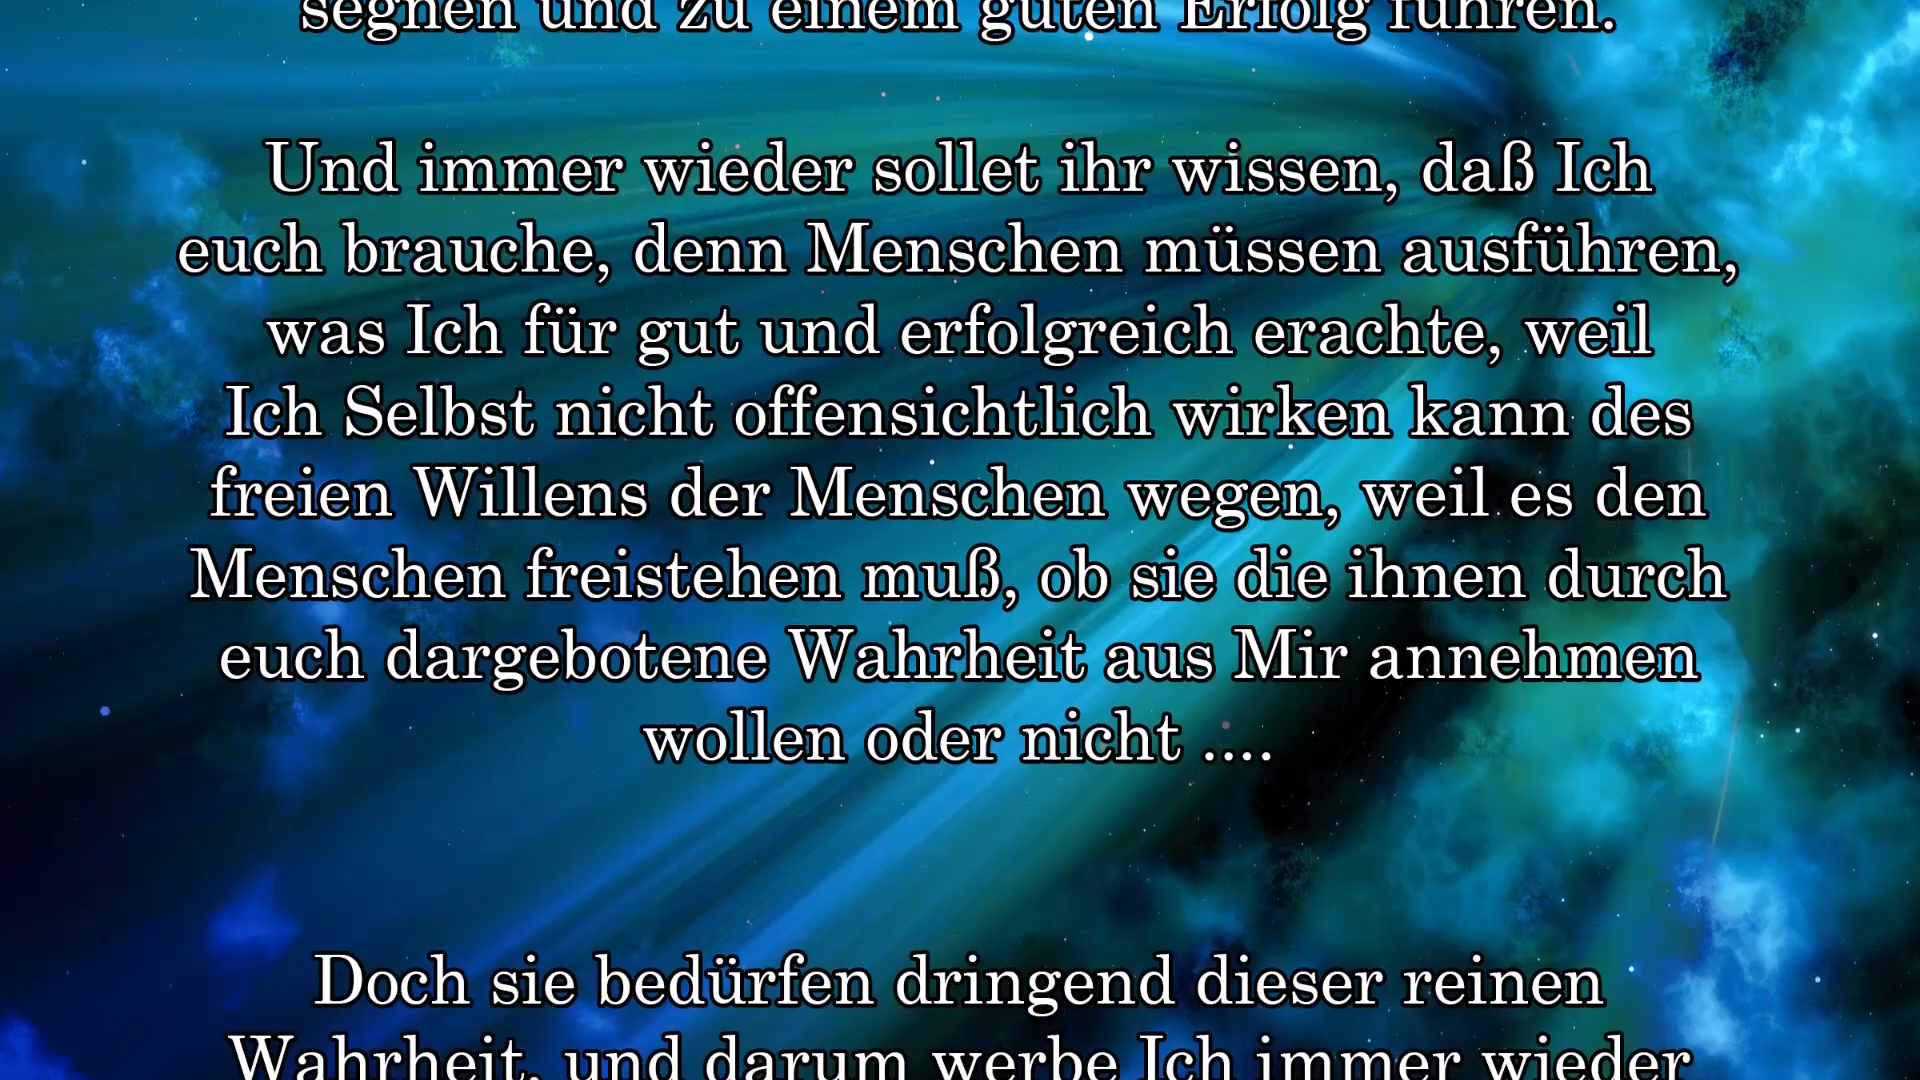 segnen und zu einem guten Erfolg führen.
Und immer wieder sollet ihr wissen, daß Ich
euch brauche, denn Menschen müssen ausführen,
was Ich für gut und erfolgreich erachte, weil
Ich Selbst nicht offensichtlich wirken kann des
freien Willens der Menschen wegen, weil es den
Menschen freistehen muß, ob sie die ihnen durch
euch dargebotene Wahrheit aus Mir annehmen
wollen oder nicht ....
Doch sie bedürfen dringend dieser reinen
Wahrheit, und darum werbe Ich immer wieder